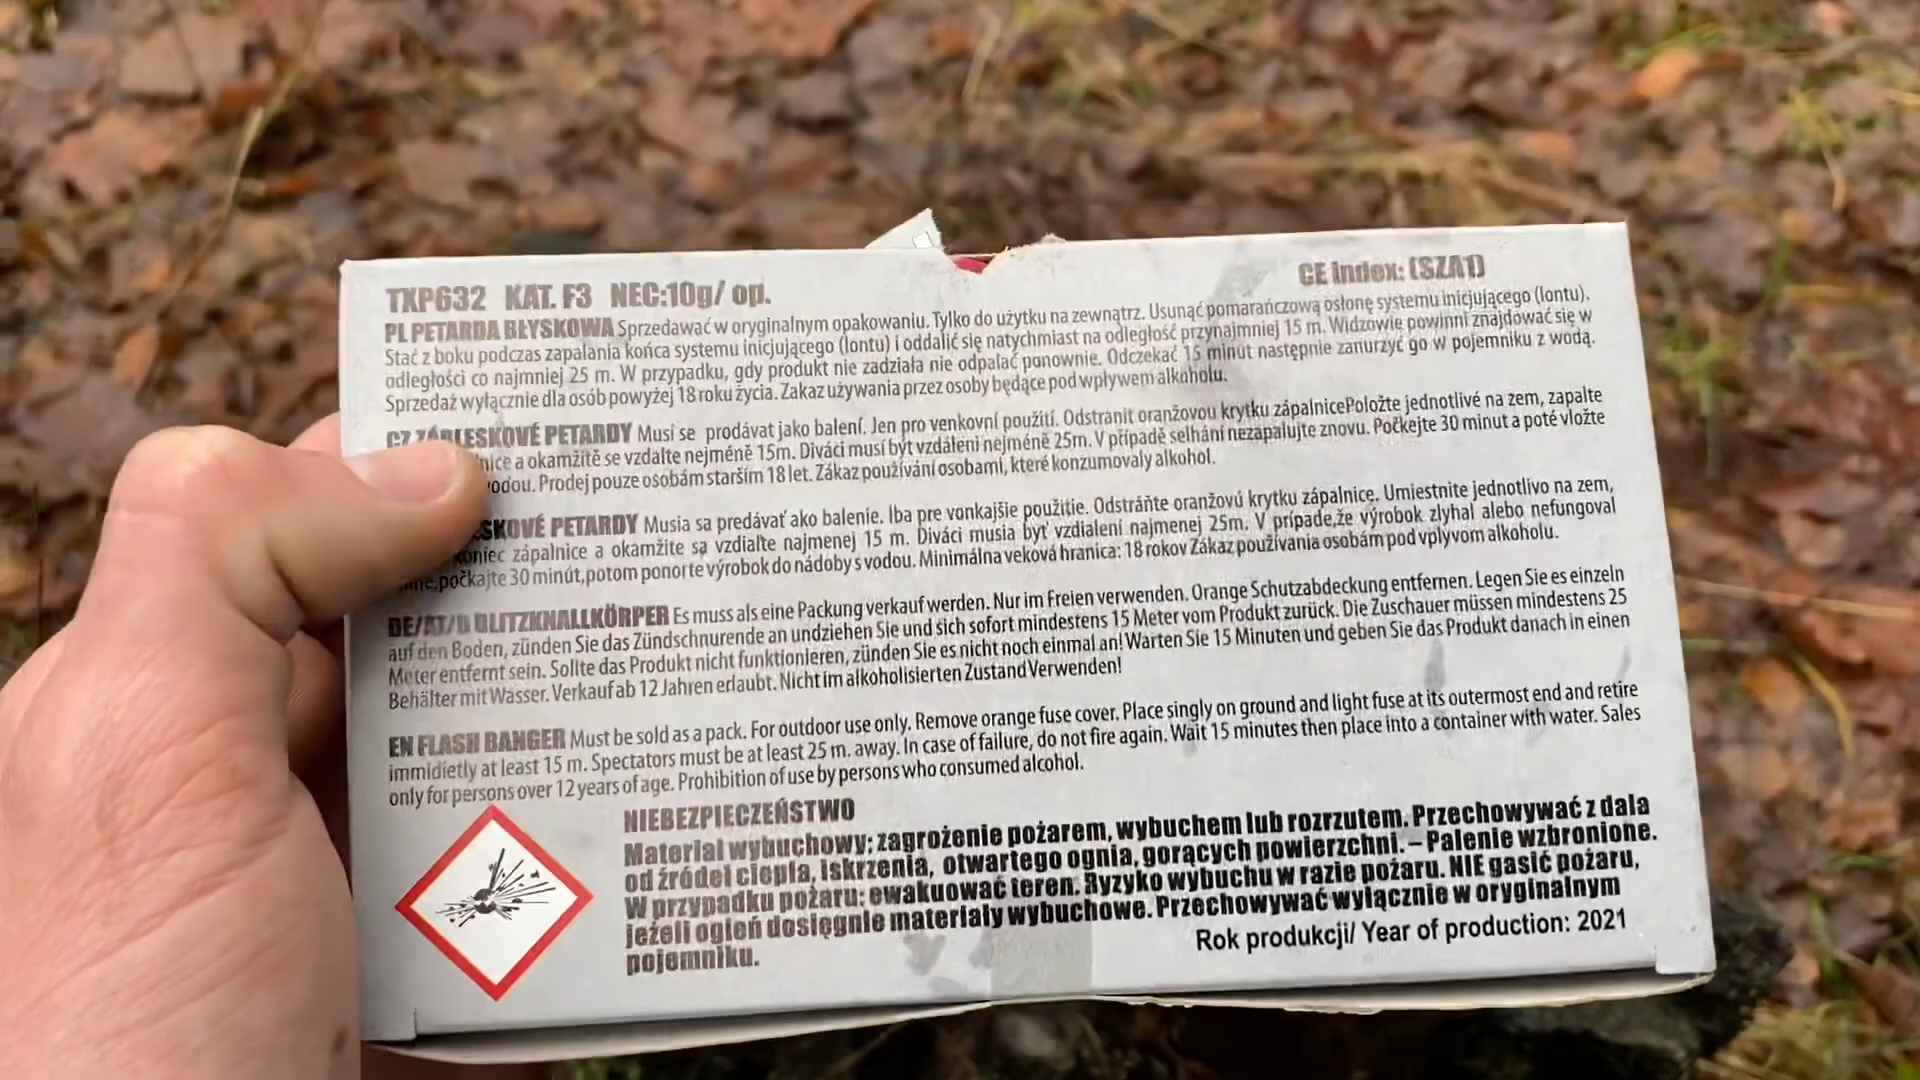 TXP632 KAT. F3 NEC:10g/ op.
CE index: (SZA1)
PL PETARDA BŁYSKOWA Sprzedawać w oryginalnym opakowaniu. Tylko do użytku na zewnątrz. Usunąć pomarańczową osłonę systemu inicjującego (lontu).
Stać z boku podczas zapalania końca systemu inicjującego (lontu) i oddalić się natychmiast na odległość przynajmniej 15 m. Widzowie powinni znajdować się w
odległości co najmniej 25 m. W przypadku, gdy produkt nie zadziała nie odpalać ponownie. Odczekać 15 minut następnie zanurzyć go w pojemniku z wodą.
Sprzedaż wyłącznie dla osób powyżej 18 roku życia. Zakaz używania przez osoby będące pod wpływem alkoholu.
CZ ZÁBLESKOVÉ PETARDY Musí se prodávat jako balení. Jen pro venkovní použití. Odstranit oranžovou krytku zápalnicePoložte jednotlivé na zem, zapalte
a okamžitě se vzdalte nejméně 15m. Diváci musí být vzdáleni nejméně 25m. V případě selhání nezapalujte znovu. Počkejte 30 minut a poté vložte
vodou. Prodej pouze osobám starším 18 let. Zákaz používání osobami, které konzumovaly alkohol.
PETARDY Musia sa predávať ako balenie. Iba pre vonkajšie použitie. Odstráňte oranžovú krytku zápalnice. Umiestnite jednotlivo na zem,
koniec zápalnice a okamžite sa vzdiaľte najmenej 15 m. Diváci musia byť vzdialení najmenej 25m. V prípade,že výrobok zlyhal alebo nefungoval
počkajte 30 minút,potom ponorte výrobok do nádoby s vodou. Minimálna veková hranica: 18 rokov Zákaz používania osobám pod vplyvom alkoholu.
DE/AT/B BLITZKNALLKÖRPER Es muss als eine Packung verkauf werden. Nur im Freien verwenden. Orange Schutzabdeckung entfernen. Legen Sie es einzeln
auf den Boden, zünden Sie das Zündschnurende an undziehen Sie und sich sofort mindestens 15 Meter vom Produkt zurück. Die Zuschauer müssen mindestens 25
Meter entfernt sein. Sollte das Produkt nicht funktionieren, zünden Sie es nicht noch einmal an! Warten Sie 15 Minuten und geben Sie das Produkt danach in einen
Behälter mit Wasser. Verkauf ab 12 Jahren erlaubt. Nicht im alkoholisierten Zustand Verwenden!
EN FLASH BANGER Must be sold as a pack. For outdoor use only. Remove orange fuse cover. Place singly on ground and light fuse at its outermost end and retire
immidietly at least 15 m. Spectators must be at least 25 m. away. In case of failure, do not fire again. Wait 15 minutes then place into a container with water. Sales
only for persons over 12 years of age. Prohibition of use by persons who consumed alcohol.
NIEBEZPIECZEŃSTWO
Materiał wybuchowy; zagrożenie pożarem, wybuchem lub rozrzutem. Przechowywać z dala
od źródeł ciepła, iskrzenia, otwartego ognia, gorących powierzchni. – Palenie wzbronione.
W przypadku pożaru: ewakuować teren. Ryzyko wybuchu w razie pożaru. NIE gasić pożaru,
jeżeli ogień dosięgnie materiały wybuchowe. Przechowywać wyłącznie w oryginalnym
pojemniku.
Rok produkcji/ Year of production: 2021